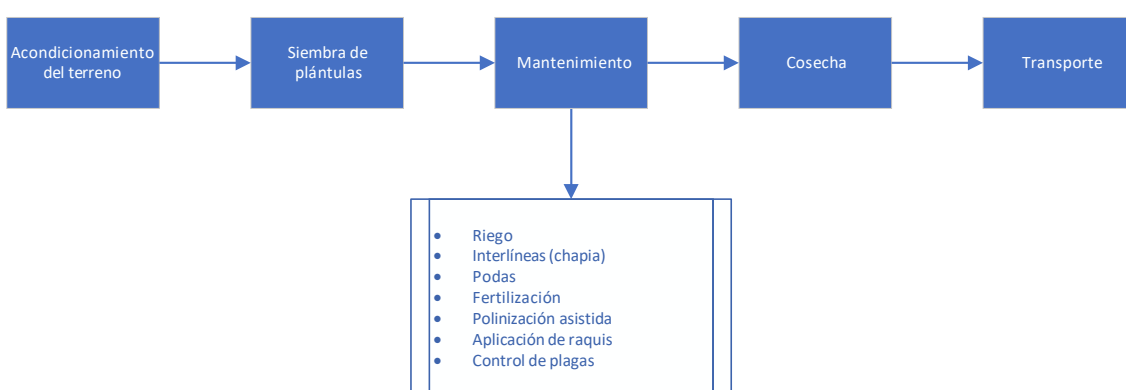 Acondicionamiento
del terreno
Siembra de
plántulas
Mantenimiento
Cosecha
Transporte
• Riego
• Interlíneas (chapia)
• Podas
• Fertilización
• Polinización asistida
• Aplicación de raquis
• Control de plagas